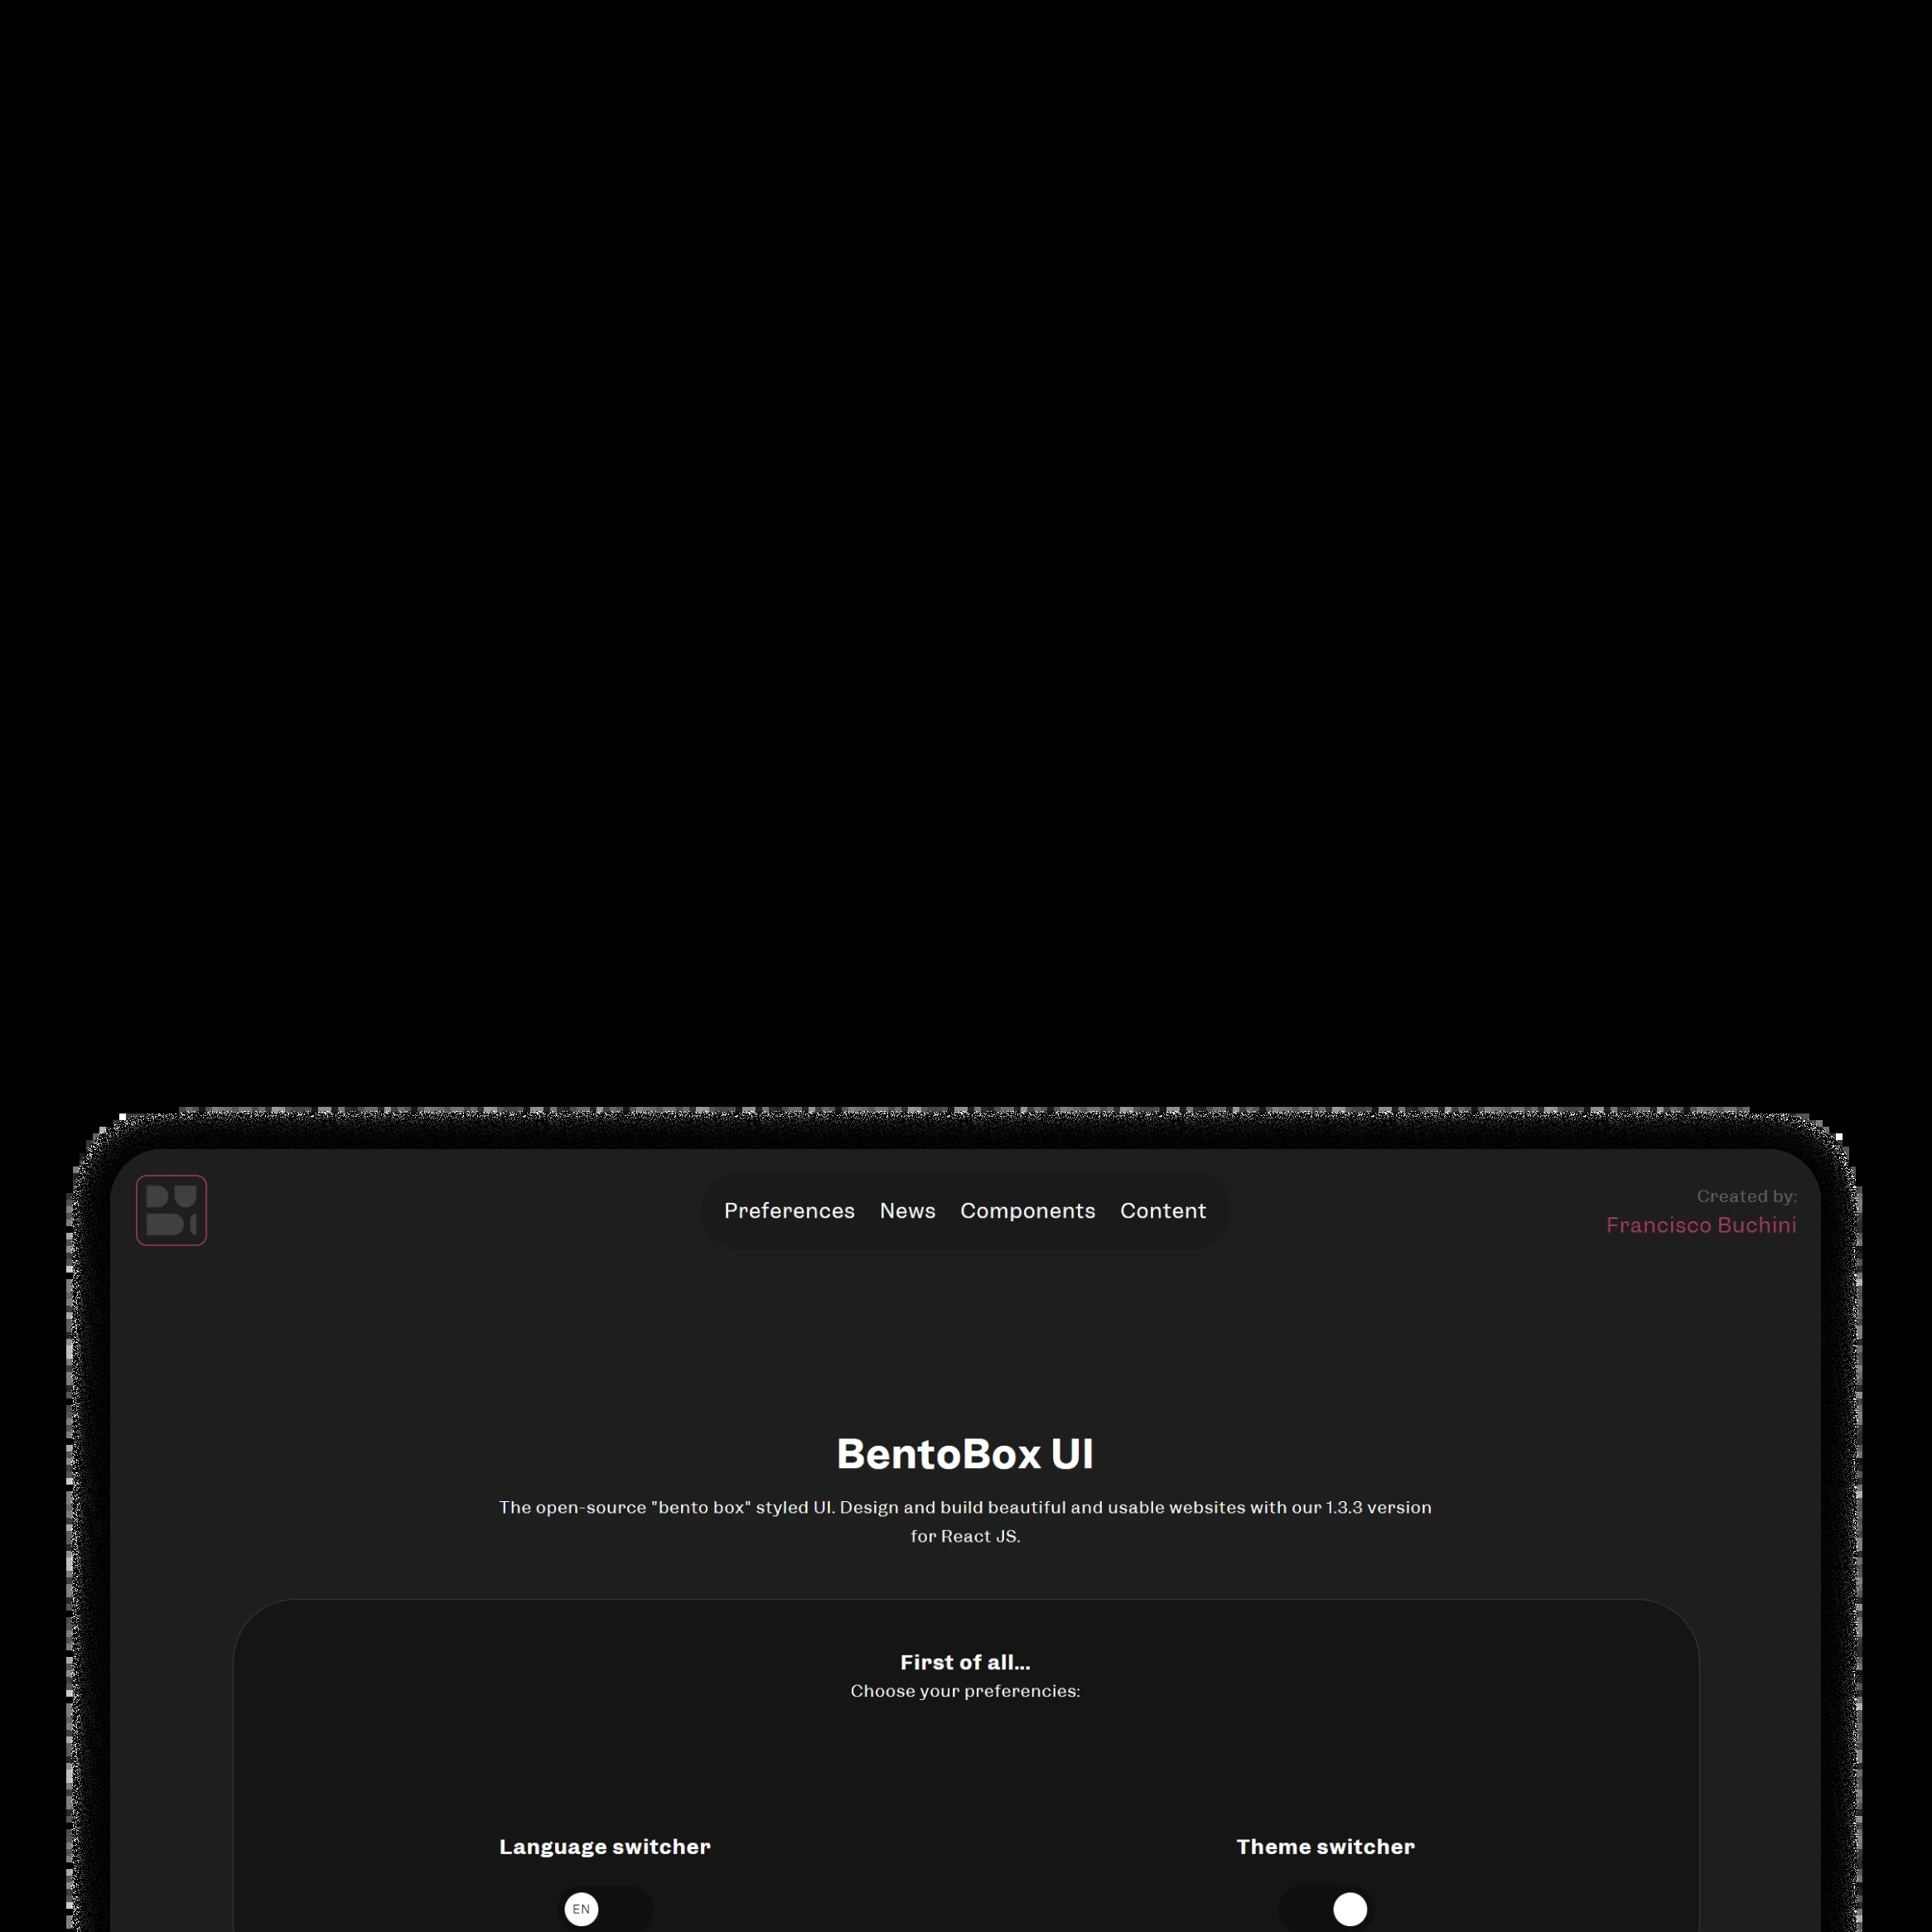 Preferences News Components Content
Created by:
Francisco Buchini
BentoBox UI
The open-source "bento box" styled UI. Design and build beautiful and usable websites with our 1.3.3 version
for React JS.
First of all...
Choose your preferencies:
Language switcher
Theme switcher
EN